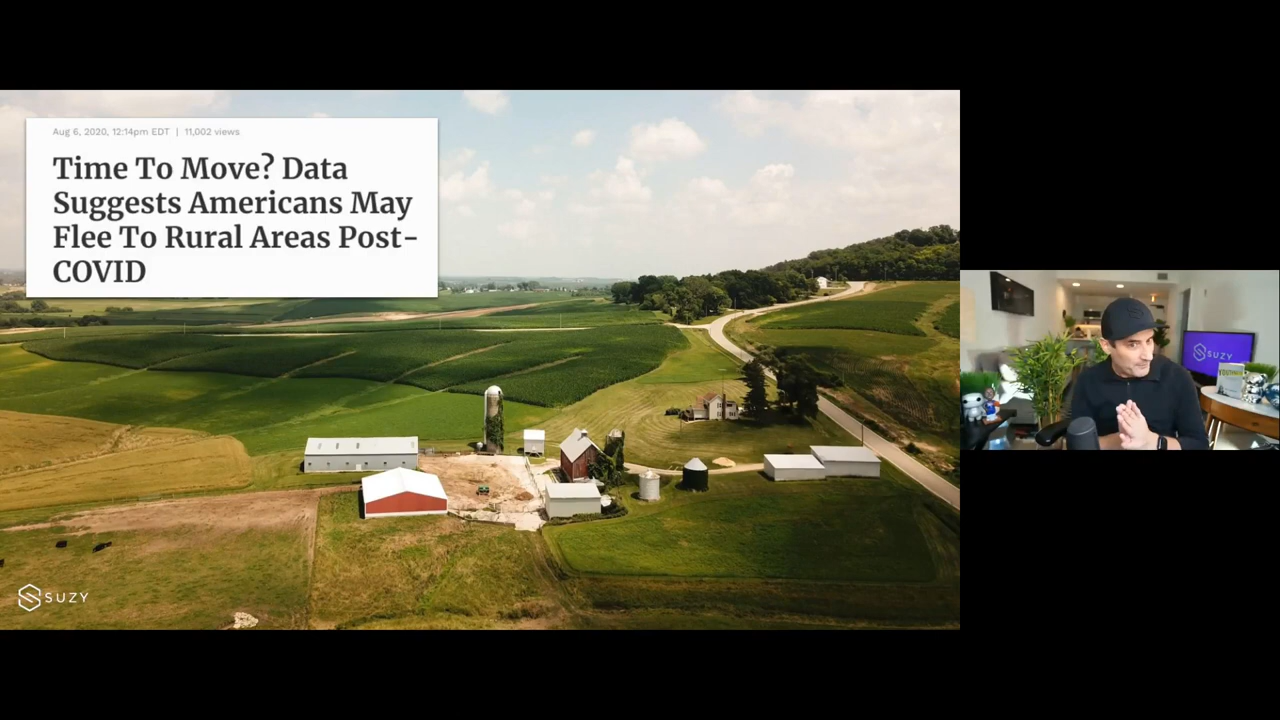 Aug 6, 2020, 12:14pm EDT | 11,002 views
Time To Move? Data
Suggests Americans May
Flee To Rural Areas Post-
COVID
SUZY
SUZY